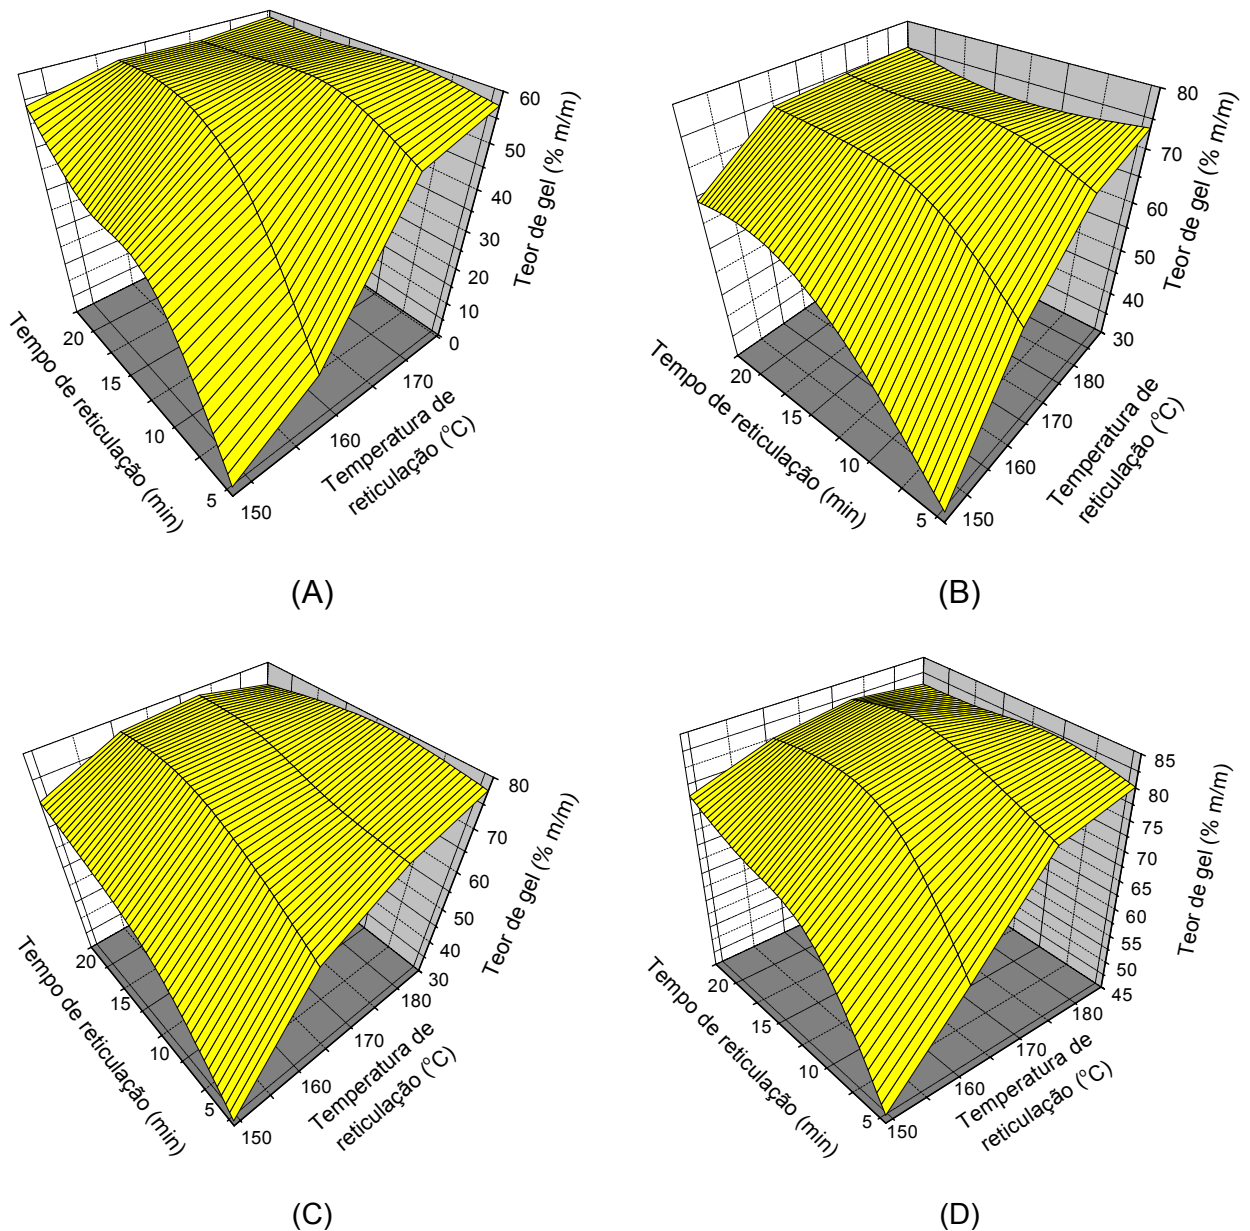 60
50
40
30
20
10
0
Teor de gel (% m/m)
20
15
10
5
Tempo de reticulação (min)
150
160
170
Temperatura de
reticulação (°C)
(A)
80
70
60
50
40
30
Teor de gel (% m/m)
20
15
10
5
Tempo de reticulação (min)
150
160
170
180
Temperatura de
reticulação (°C)
(B)
80
70
60
50
40
30
Teor de gel (% m/m)
20
15
10
5
Tempo de reticulação (min)
150
160
170
180
Temperatura de
reticulação (°C)
(C)
85
80
75
70
65
60
55
50
45
Teor de gel (% m/m)
20
15
10
5
Tempo de reticulação (min)
150
160
170
180
Temperatura de
reticulação (°C)
(D)